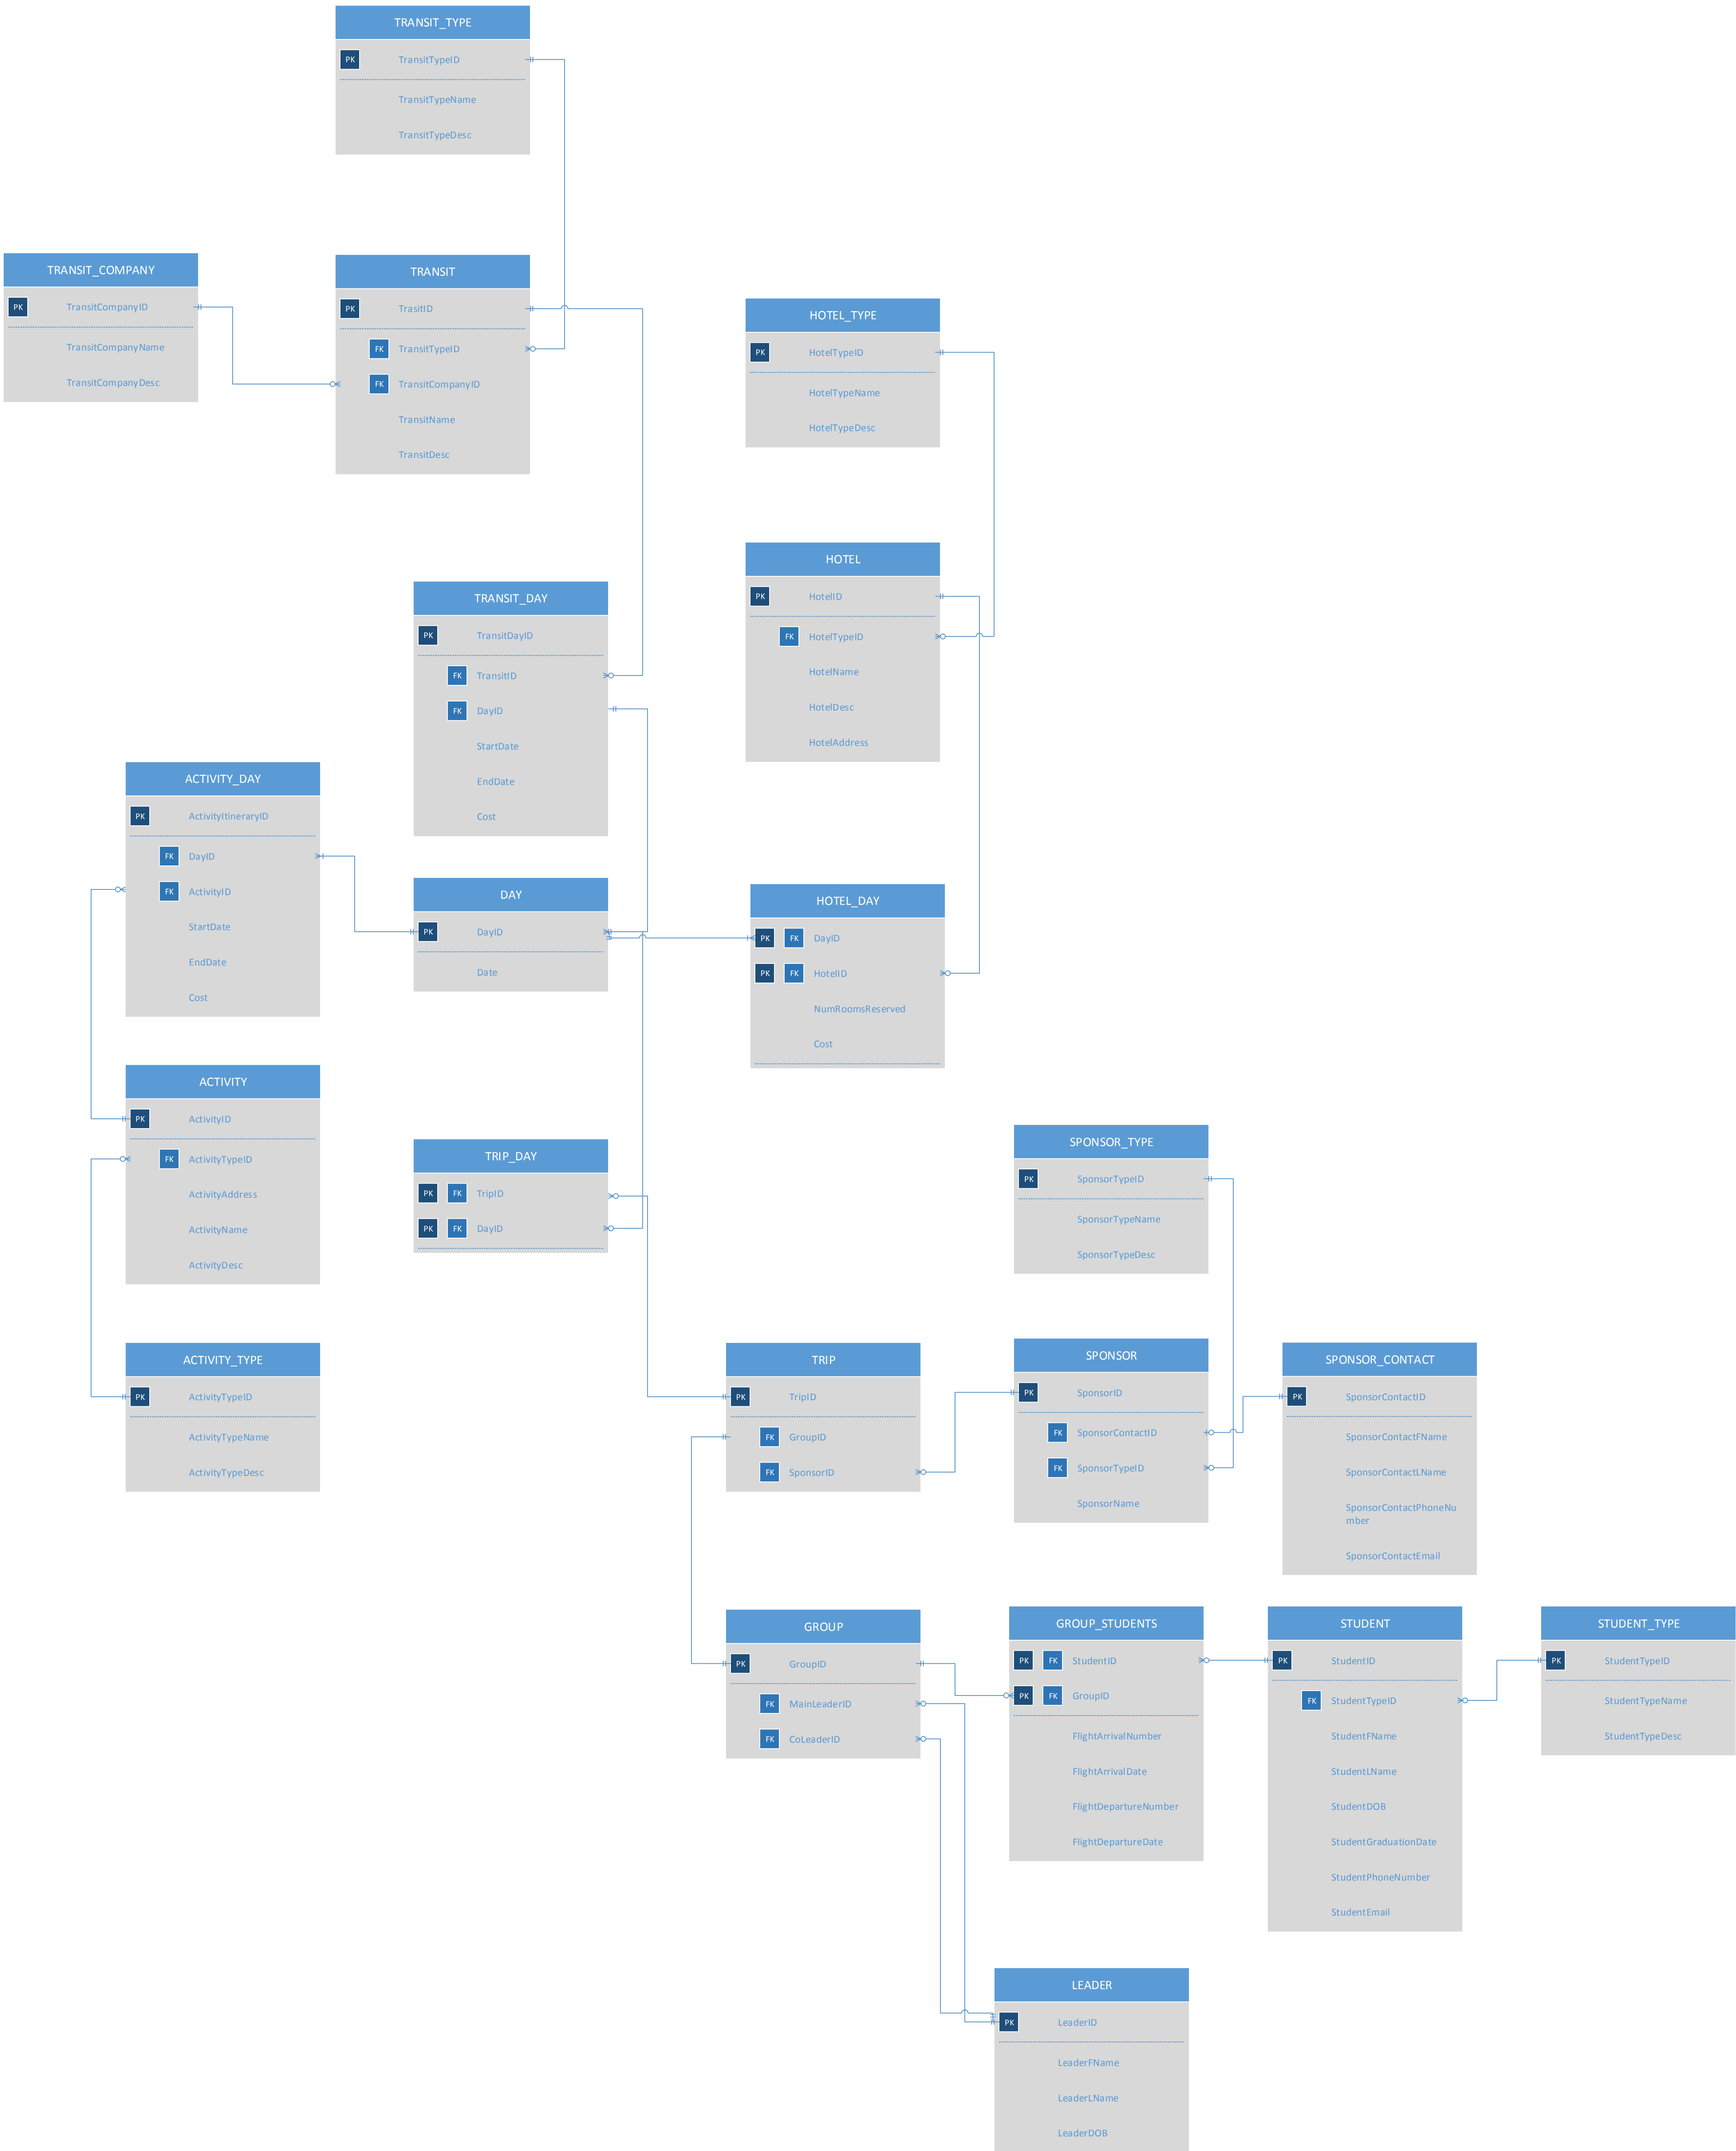 TRANSIT_TYPE
PK TransitTypeID
TransitTypeName
TransitTypeDesc
TRANSIT_COMPANY
PK TransitCompanyID
TransitCompanyName
TransitCompanyDesc
TRANSIT
PK TrasitID
FK TransitTypeID
FK TransitCompanyID
TransitName
TransitDesc
HOTEL_TYPE
PK HotelTypeID
HotelTypeName
HotelTypeDesc
HOTEL
PK HotelID
FK HotelTypeID
HotelName
HotelDesc
HotelAddress
TRANSIT_DAY
PK TransitDayID
FK TransitID
FK DayID
StartDate
EndDate
Cost
ACTIVITY_DAY
PK ActivityItineraryID
FK DayID
FK ActivityID
StartDate
EndDate
Cost
DAY
PK DayID
Date
HOTEL_DAY
PK FK DayID
PK FK HotelID
NumRoomsReserved
Cost
ACTIVITY
PK ActivityID
FK ActivityTypeID
ActivityAddress
ActivityName
ActivityDesc
TRIP_DAY
PK FK TripID
PK FK DayID
SPONSOR_TYPE
PK SponsorTypeID
SponsorTypeName
SponsorTypeDesc
ACTIVITY_TYPE
PK ActivityTypeID
ActivityTypeName
ActivityTypeDesc
TRIP
PK TripID
FK GroupID
FK SponsorID
SPONSOR
PK SponsorID
FK SponsorContactID
FK SponsorTypeID
SponsorName
SPONSOR_CONTACT
PK SponsorContactID
SponsorContactFName
SponsorContactLName
SponsorContactPhoneNu
mber
SponsorContactEmail
GROUP
PK GroupID
FK MainLeaderID
FK CoLeaderID
GROUP_STUDENTS
PK FK StudentID
PK FK GroupID
FlightArrivalNumber
FlightArrivalDate
FlightDepartureNumber
FlightDepartureDate
STUDENT
PK StudentID
FK StudentTypeID
StudentFName
StudentLName
StudentDOB
StudentGraduationDate
StudentPhoneNumber
StudentEmail
STUDENT_TYPE
PK StudentTypeID
StudentTypeName
StudentTypeDesc
LEADER
PK LeaderID
LeaderFName
LeaderLName
LeaderDOB